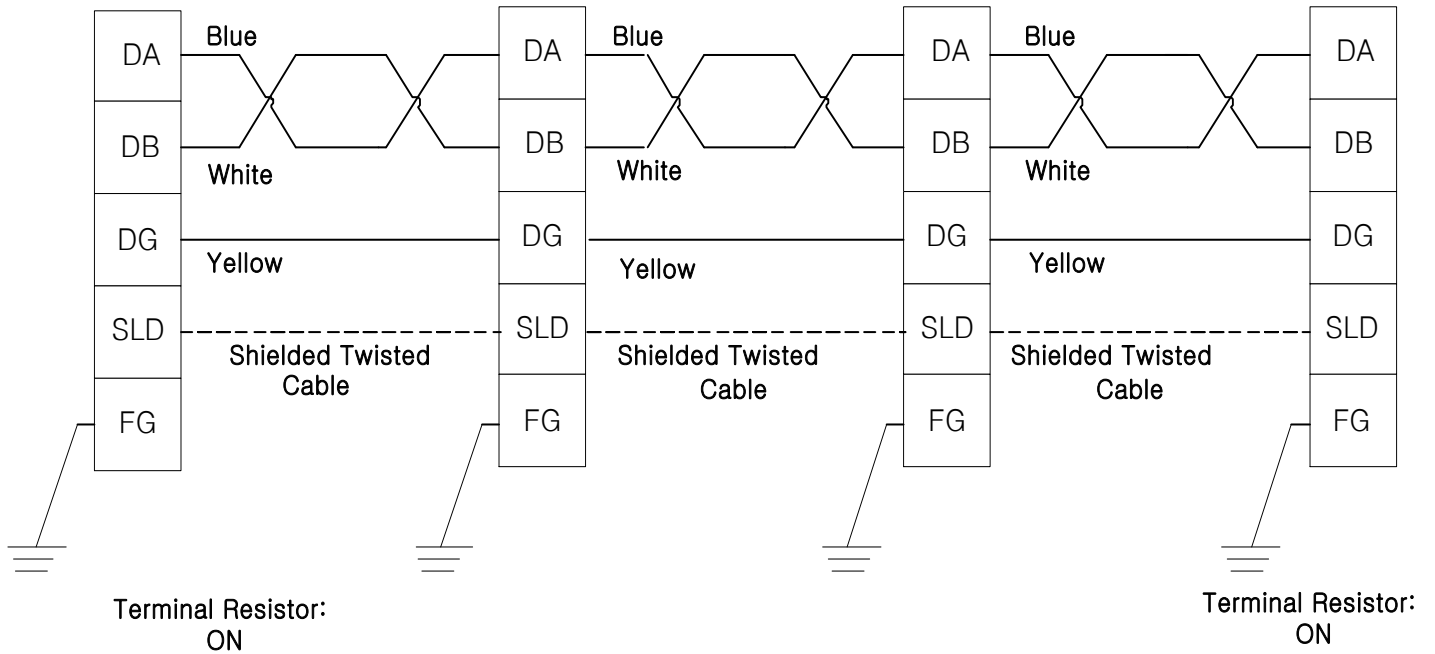 DA Blue DA Blue DA Blue DA
DB White DB White DB White DB
DG Yellow DG Yellow DG Yellow DG
SLD SLD SLD SLD
Shielded Twisted Shielded Twisted Shielded Twisted
Cable Cable Cable
FG FG FG FG
Terminal Resistor: Terminal Resistor:
ON ON